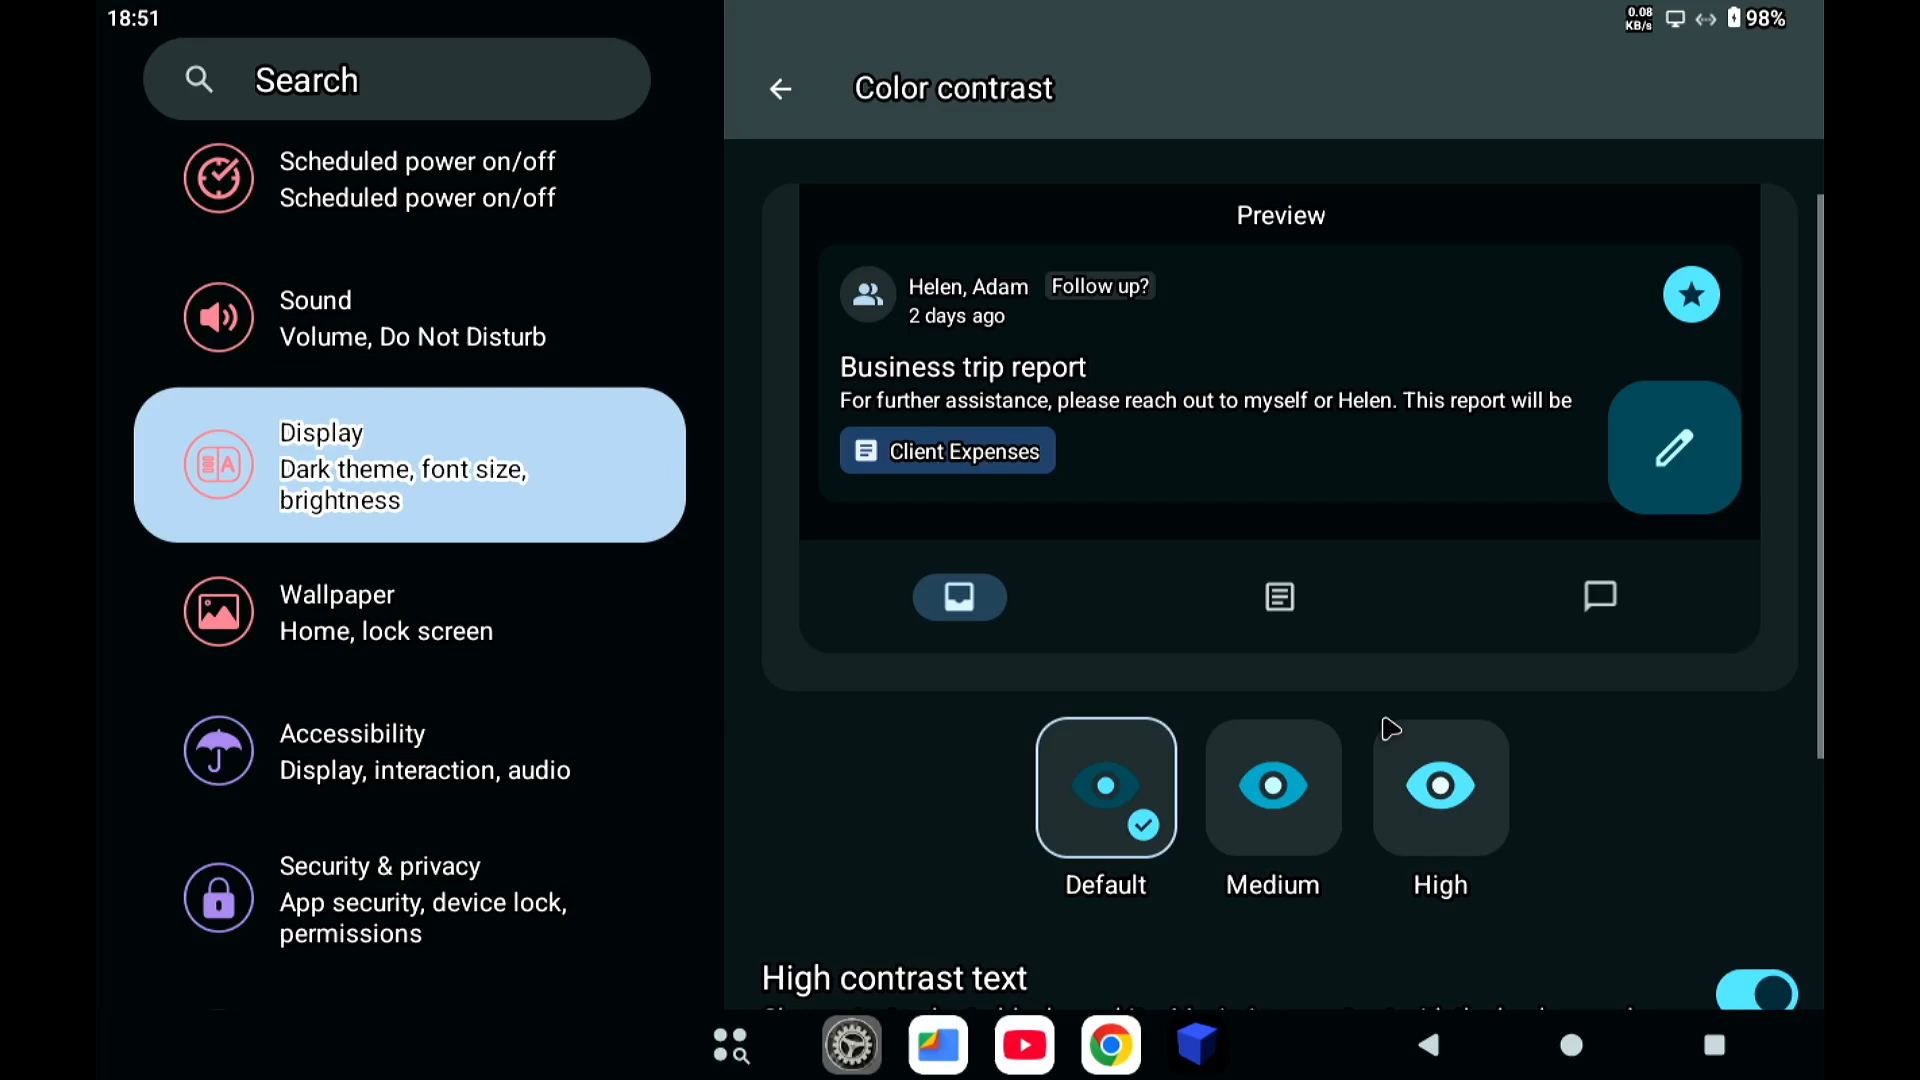 18:51
0.08
KB/s
98%
Search
Scheduled power on/off
Scheduled power on/off
Sound
Volume, Do Not Disturb
Display
Dark theme, font size,
brightness
Wallpaper
Home, lock screen
Accessibility
Display, interaction, audio
Security & privacy
App security, device lock,
permissions
Color contrast
Preview
Helen, Adam
Follow up?
2 days ago
Business trip report
For further assistance, please reach out to myself or Helen. This report will be
Client Expenses
Default
Medium
High
High contrast text